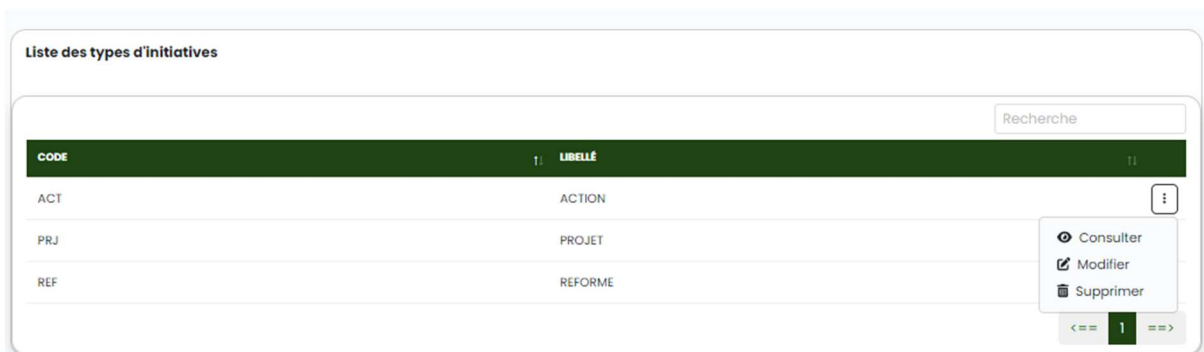 Liste des types d'initiatives
Recherche
CODE LIBELLÉ
ACT ACTION
PRJ PROJET
Consulter
Modifier
REF REFORME
Supprimer
<== 1 ==>